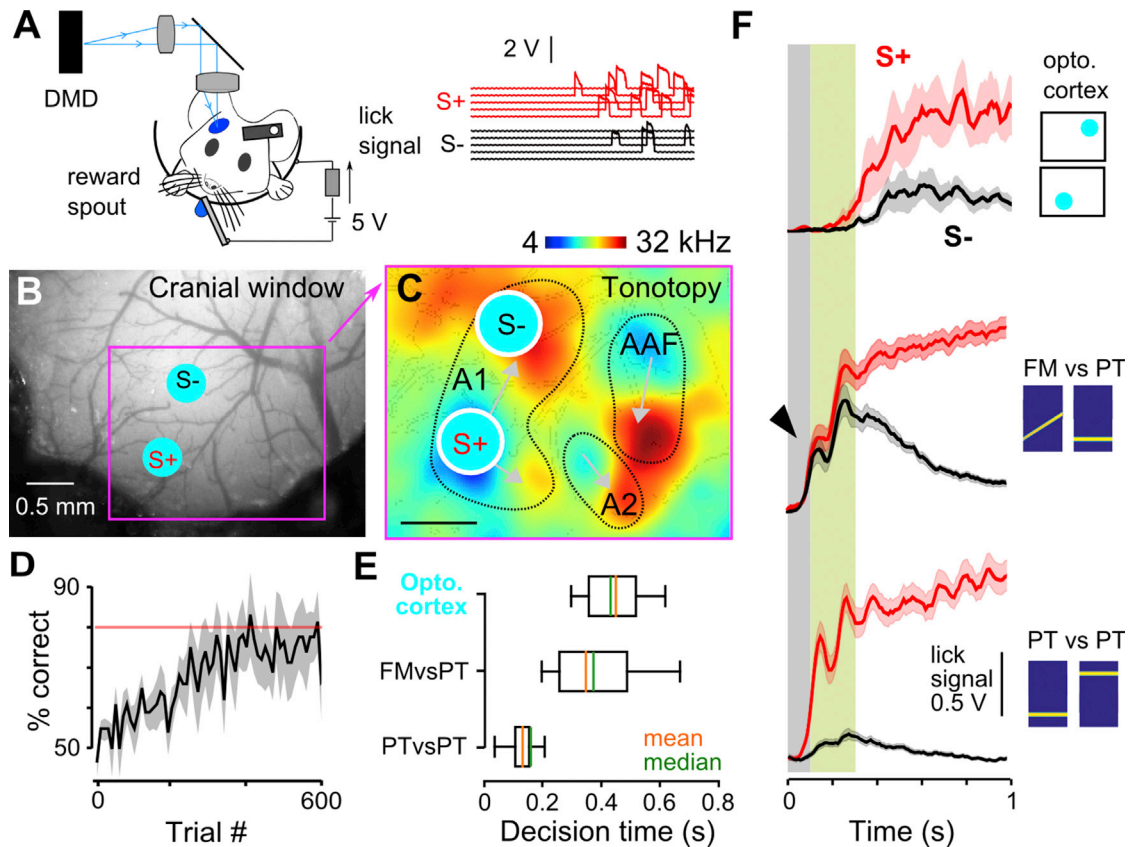 A
DMD
reward
spout
lick
signal
5 V
2 V
S+
S-
4 32 kHz
B Cranial window
S-
S+
0.5 mm
C Tonotopy
S-
AAF
A1
S+
A2
D
90
% correct
50
0 600
Trial #
E
Opto.
cortex
FMvsPT
PTvsPT
mean
median
0 0.2 0.4 0.6 0.8
Decision time (s)
F
S+
S-
opto.
cortex
FM vs PT
PT vs PT
lick
signal
0.5 V
0 1
Time (s)